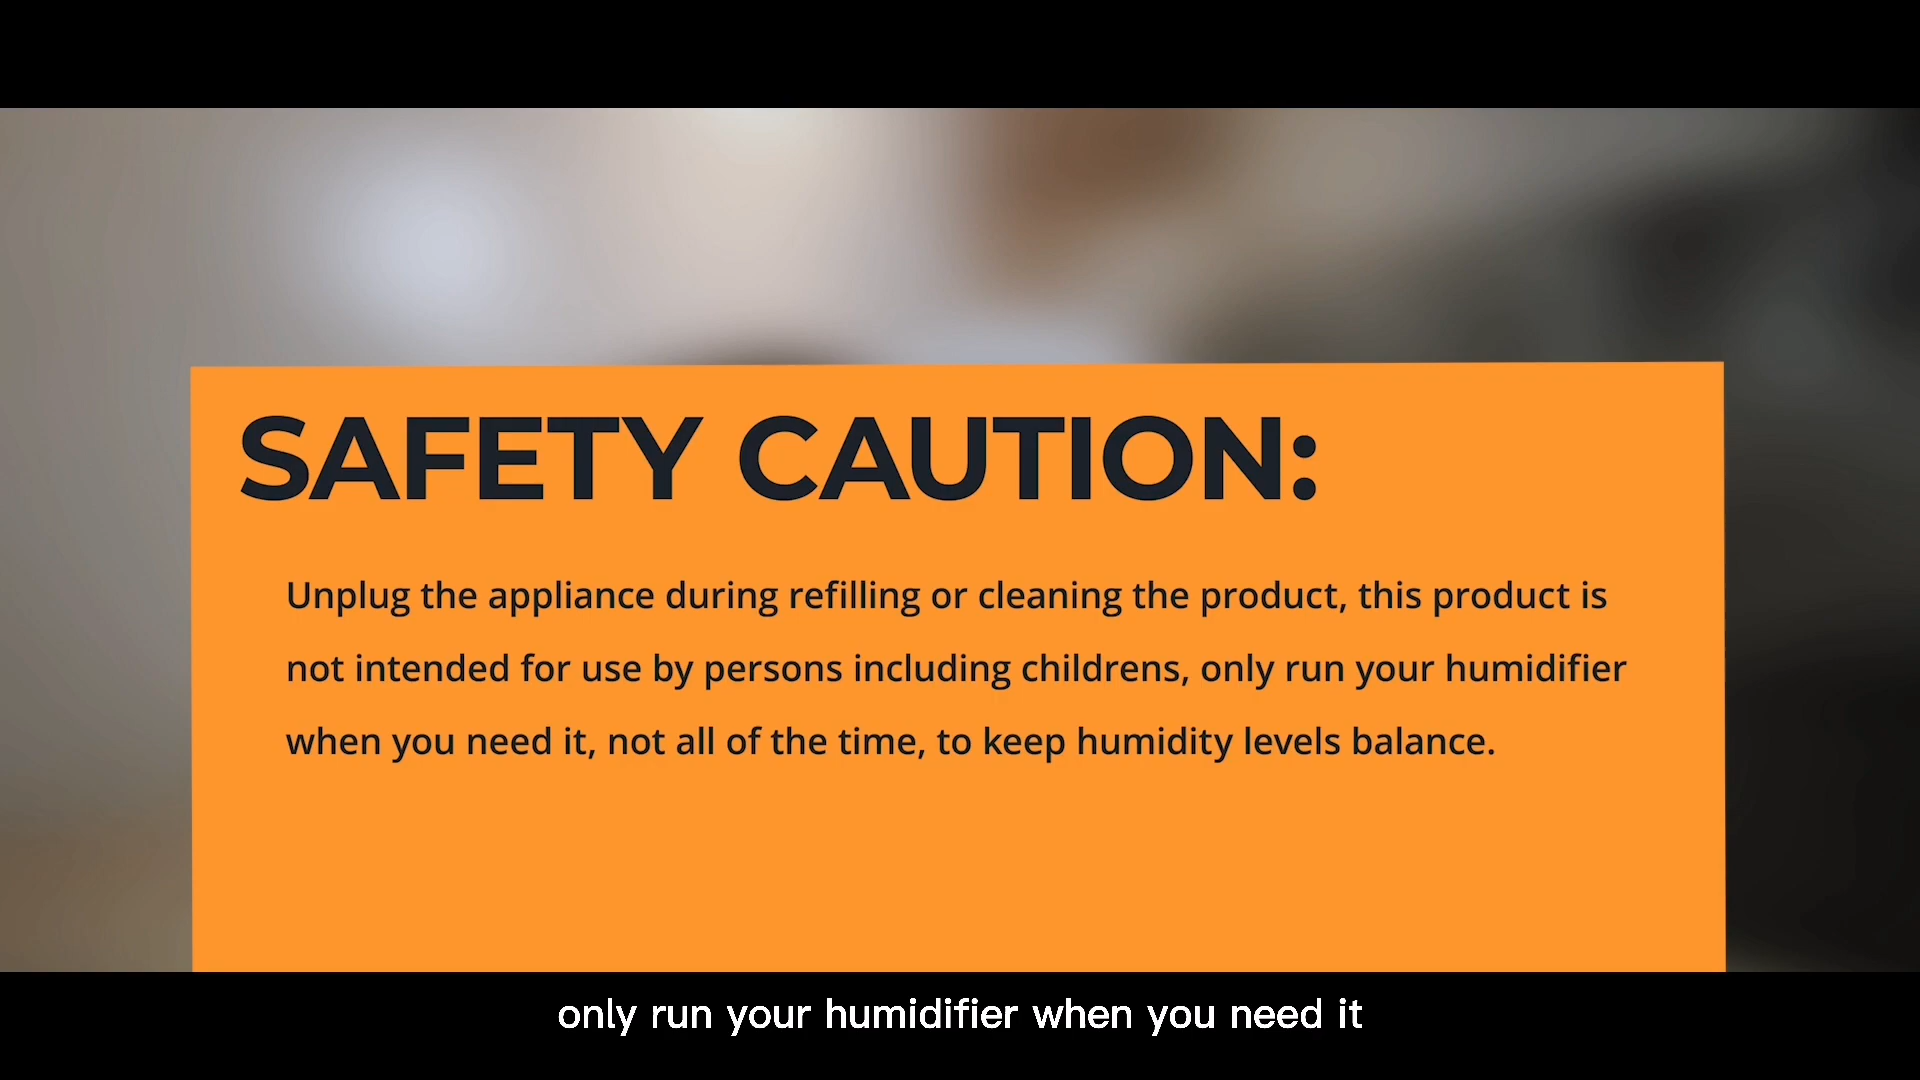 SAFETY CAUTION:
Unplug the appliance during refilling or cleaning the product, this product is
not intended for use by persons including childrens, only run your humidifier
when you need it, not all of the time, to keep humidity levels balance.
only run your humidifier when you need it